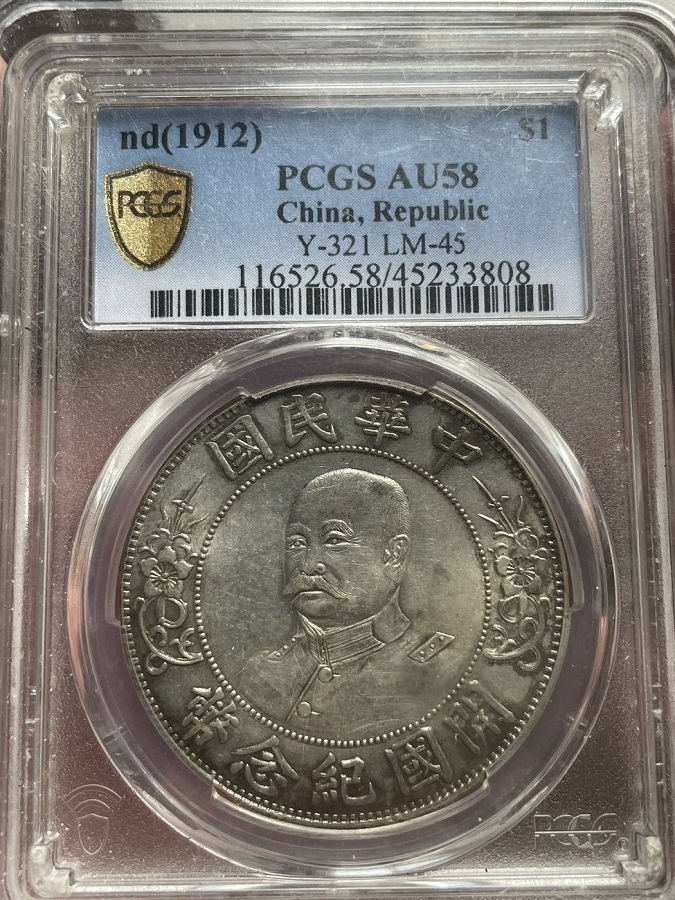 nd(1912) $1
PCGS AU58
PCGS
China, Republic
Y-321 LM-45
116526.58/45233808
中華民國
開國紀念幣
PCGS